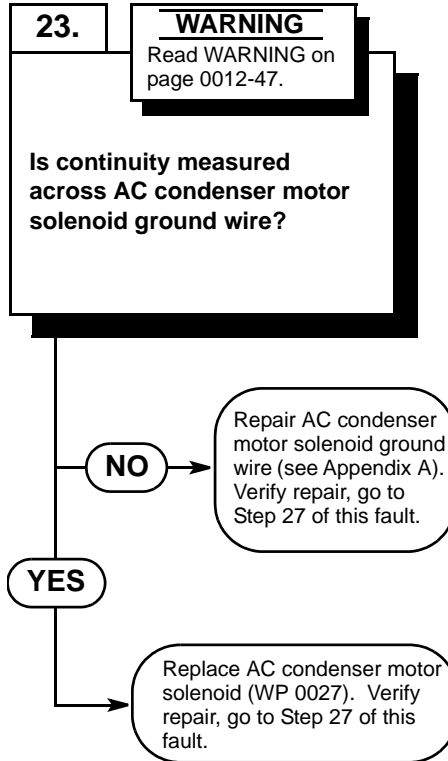 23.
WARNING
Read WARNING on
page 0012-47.
Is continuity measured
across AC condenser motor
solenoid ground wire?
NO
Repair AC condenser
motor solenoid ground
wire (see Appendix A).
Verify repair, go to
Step 27 of this fault.
YES
Replace AC condenser motor
solenoid (WP 0027).  Verify
repair, go to Step 27 of this
fault.